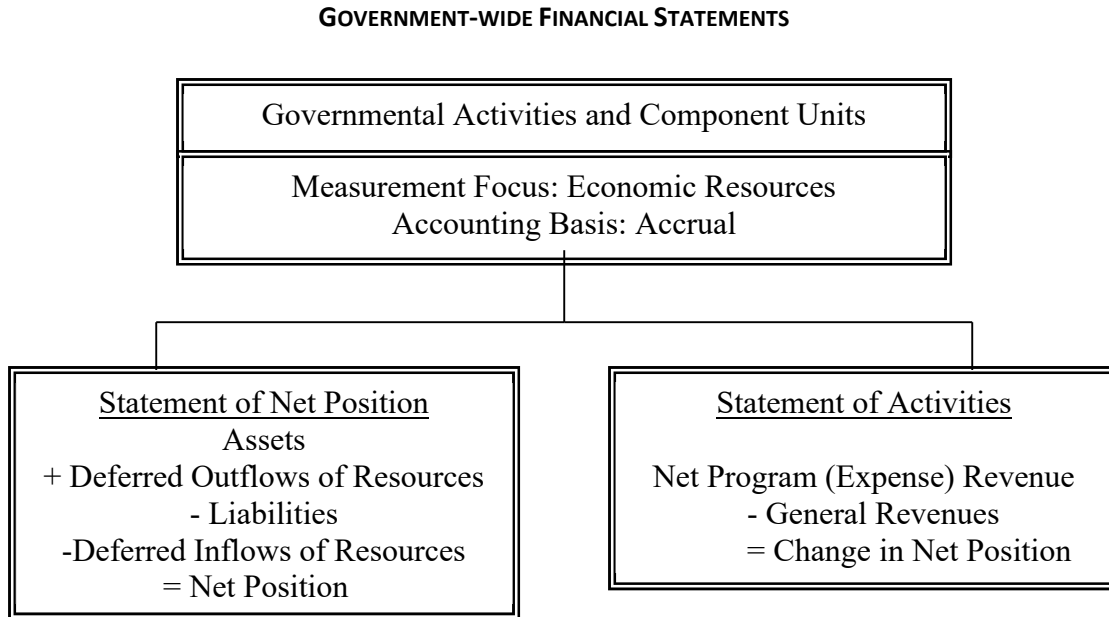 GOVERNMENT-WIDE FINANCIAL STATEMENTS
Governmental Activities and Component Units
Measurement Focus: Economic Resources
Accounting Basis: Accrual
Statement of Net Position
Assets
+ Deferred Outflows of Resources
- Liabilities
-Deferred Inflows of Resources
= Net Position
Statement of Activities
Net Program (Expense) Revenue
- General Revenues
= Change in Net Position